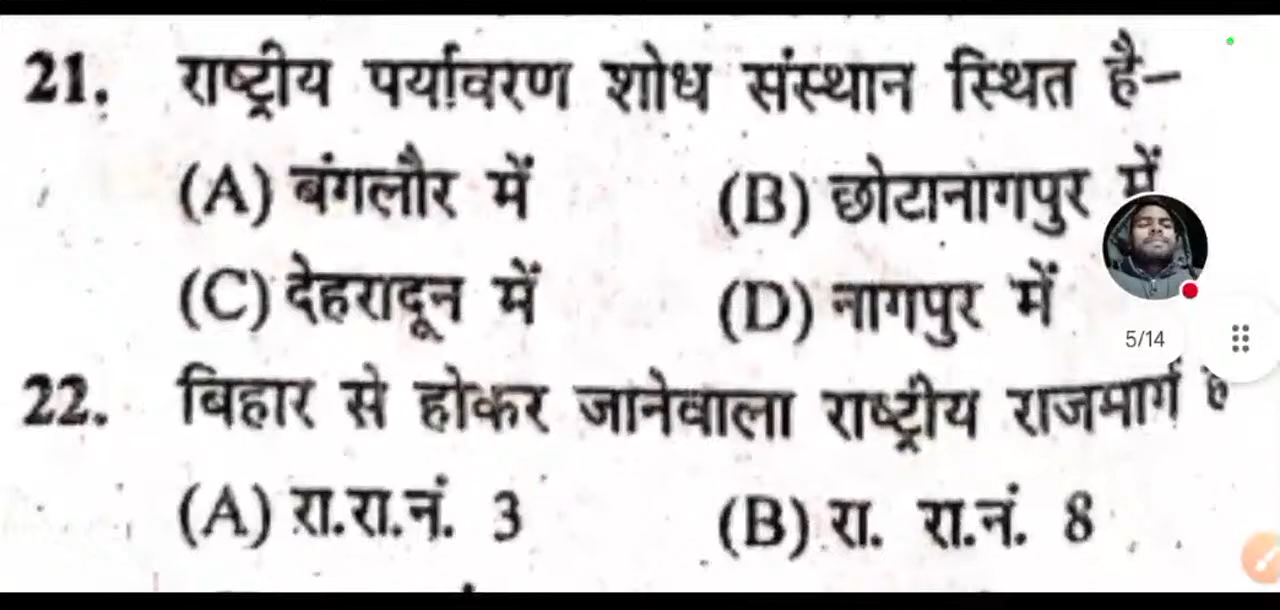 21. राष्ट्रीय पर्यावरण शोध संस्थान स्थित है–
(A) बंगलौर में (B) छोटानागपुर में
(C) देहरादून में (D) नागपुर में
5/14
22. बिहार से होकर जानेवाला राष्ट्रीय राजमार्ग
(A) रा.रा.नं. 3 (B) रा. रा.नं. 8